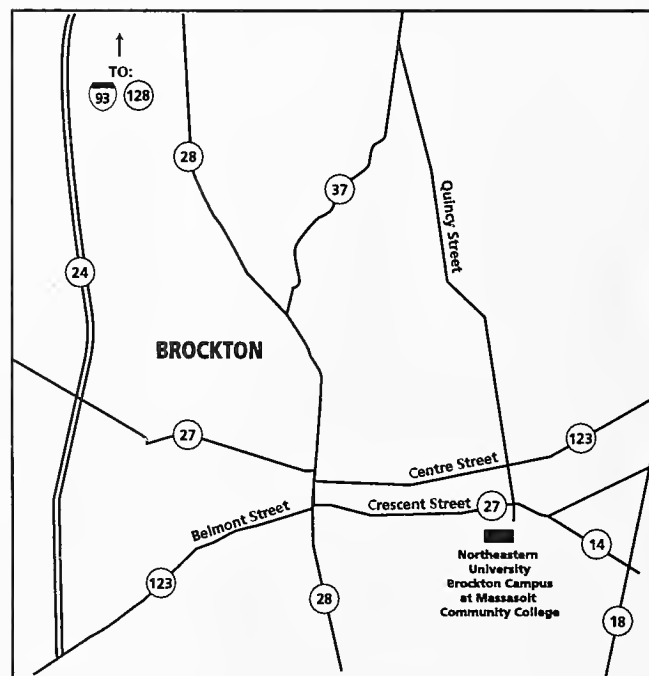 TO:
93 128
28
37
Quincy Street
24
BROCKTON
27
123
Centre Street
Crescent Street
27
Belmont Street
14
Northeastern
University
Brockton Campus
at Massasoit
Community College
123
28
18